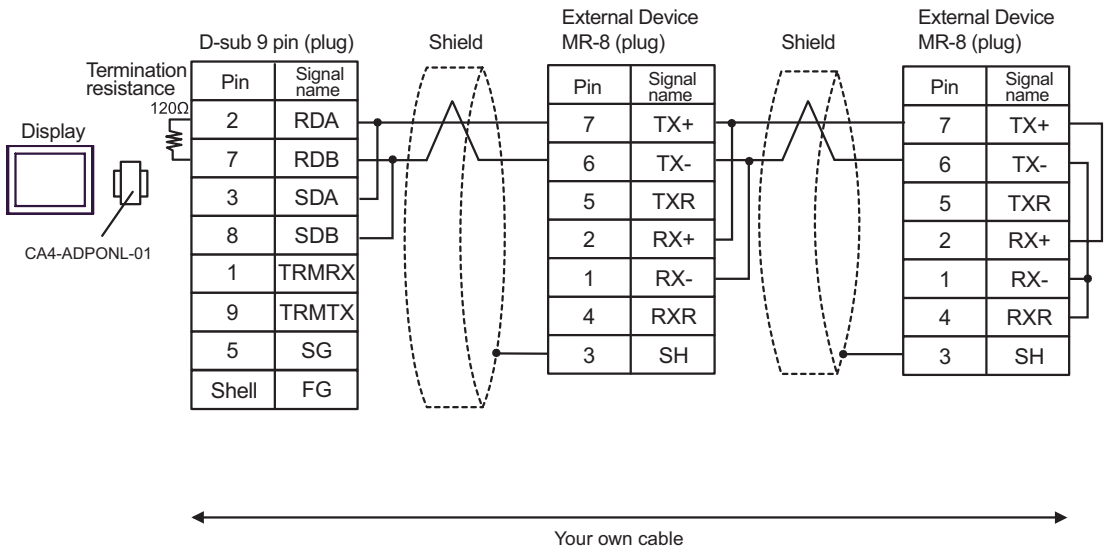 External Device
MR-8 (plug)
External Device
MR-8 (plug)
D-sub 9 pin (plug)
Shield
Shield
Termination
resistance
120Ω
Display
CA4-ADPONL-01
Pin Signal name
2 RDA
7 RDB
3 SDA
8 SDB
1 TRMRX
9 TRMTX
5 SG
Shell FG
Pin Signal name
7 TX+
6 TX-
5 TXR
2 RX+
1 RX-
4 RXR
3 SH
Pin Signal name
7 TX+
6 TX-
5 TXR
2 RX+
1 RX-
4 RXR
3 SH
Your own cable